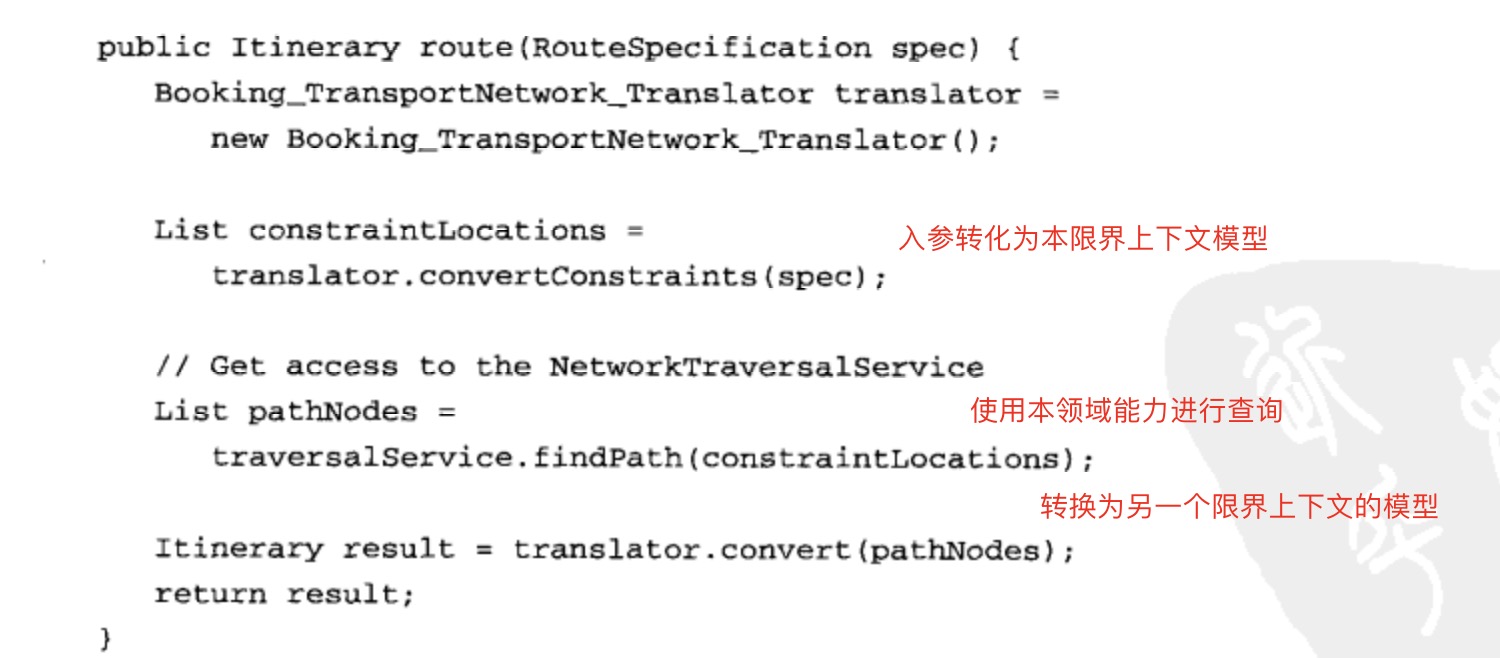 public Itinerary route(RouteSpecification spec) {
Booking_TransportNetwork_Translator translator =
new Booking_TransportNetwork_Translator();
List constraintLocations =
入参转化为本限界上下文模型
translator.convertConstraints(spec);
// Get access to the NetworkTraversalService
List pathNodes =
使用本领域能力进行查询
traversalService.findPath(constraintLocations);
转换为另一个限界上下文的模型
Itinerary result = translator.convert(pathNodes);
return result;
}